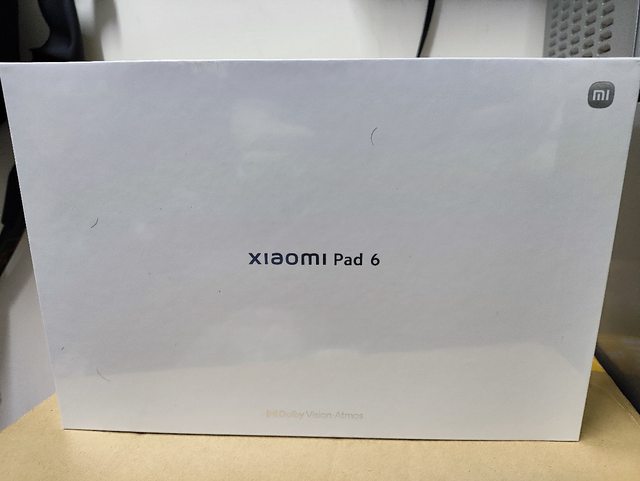 mi
xiaomi Pad 6
Dolby Vision Atmos